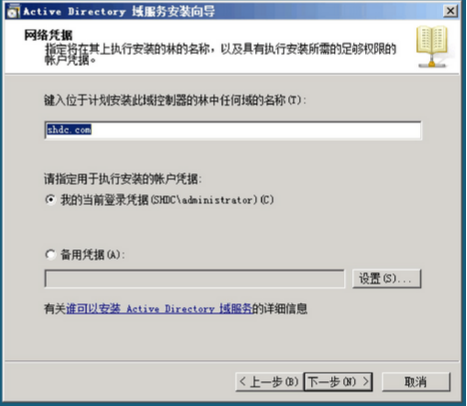 Active Directory 域服务安装向导
网络凭据
指定将在其上执行安装的林的名称，以及具有执行安装所需的足够权限的
帐户凭据。
键入位于计划安装此域控制器的林中任何域的名称(T):
shdc.com
请指定用于执行安装的帐户凭据:
我的当前登录凭据(SHDC\administrator)(C)
备用凭据(A):
设置(S)...
有关谁可以安装 Active Directory 域服务的详细信息
< 上一步(B) 下一步(N) > 取消